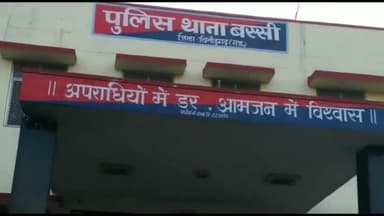 पुलिस थाना बस्सी
जिला-चित्तौड़गढ़ (राज.)
॥ अपराधियों में डर , आमजन में विश्वास ॥